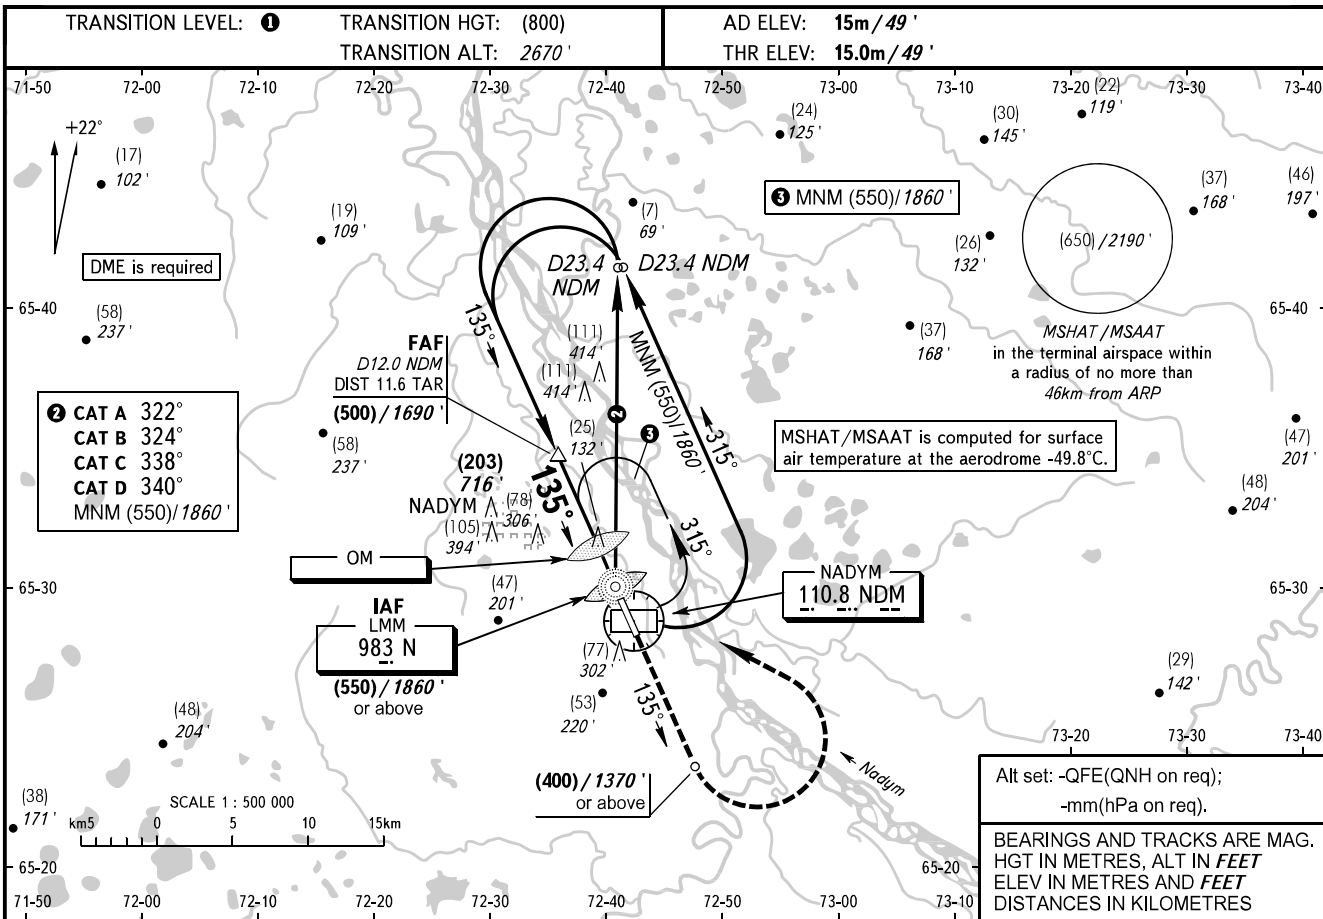 TRANSITION LEVEL: ❶ TRANSITION HGT: (800)
TRANSITION ALT: 2670 '
AD ELEV: 15m / 49 '
THR ELEV: 15.0m / 49 '
71-50 72-00 72-10 72-20 72-30 72-40 72-50 73-00 73-10 73-20 73-30 73-40
+22°
(17)
102 '
(24)
125 '
(30)
145 '
(22)
119 '
(37)
168 '
(46)
197 '
(19)
109 '
(7)
69 '
❸ MNM (550)/1860 '
(26)
132 '
(650) / 2190 '
DME is required
D23.4
NDM
D23.4 NDM
65-40
65-40
(58)
237 '
135°
(111)
414 '
(111)
414 '
MNM (550)/1860 '
(37)
168 '
MSHAT / MSAAT
in the terminal airspace within
a radius of no more than
46km from ARP
FAF
D12.0 NDM
DIST 11.6 TAR
(500) / 1690 '
❷ CAT A 322°
CAT B 324°
CAT C 338°
CAT D 340°
MNM (550)/ 1860 '
(58)
237 '
(25)
132 '
❷
❸
315°
MSHAT/MSAAT is computed for surface
air temperature at the aerodrome -49.8°C.
(47)
201 '
(203)
716 '
NADYM
(78)
306 '
(105)
394 '
135°
315°
(48)
204 '
OM
65-30
65-30
(47)
201 '
NADYM
110.8 NDM
IAF
LMM
983 N
(550) / 1860 '
or above
(77)
302 '
(53)
220 '
135°
(29)
142 '
(48)
204 '
73-20 73-30 73-40
(400) / 1370 '
or above
Nadym
(38)
171 '
SCALE 1 : 500 000
km5 0 5 10 15km
65-20
65-20
Alt set: -QFE(QNH on req);
-mm(hPa on req).
BEARINGS AND TRACKS ARE MAG.
HGT IN METRES, ALT IN FEET
ELEV IN METRES AND FEET
DISTANCES IN KILOMETRES
71-50 72-00 72-10 72-20 72-30 72-40 72-50 73-00 73-10